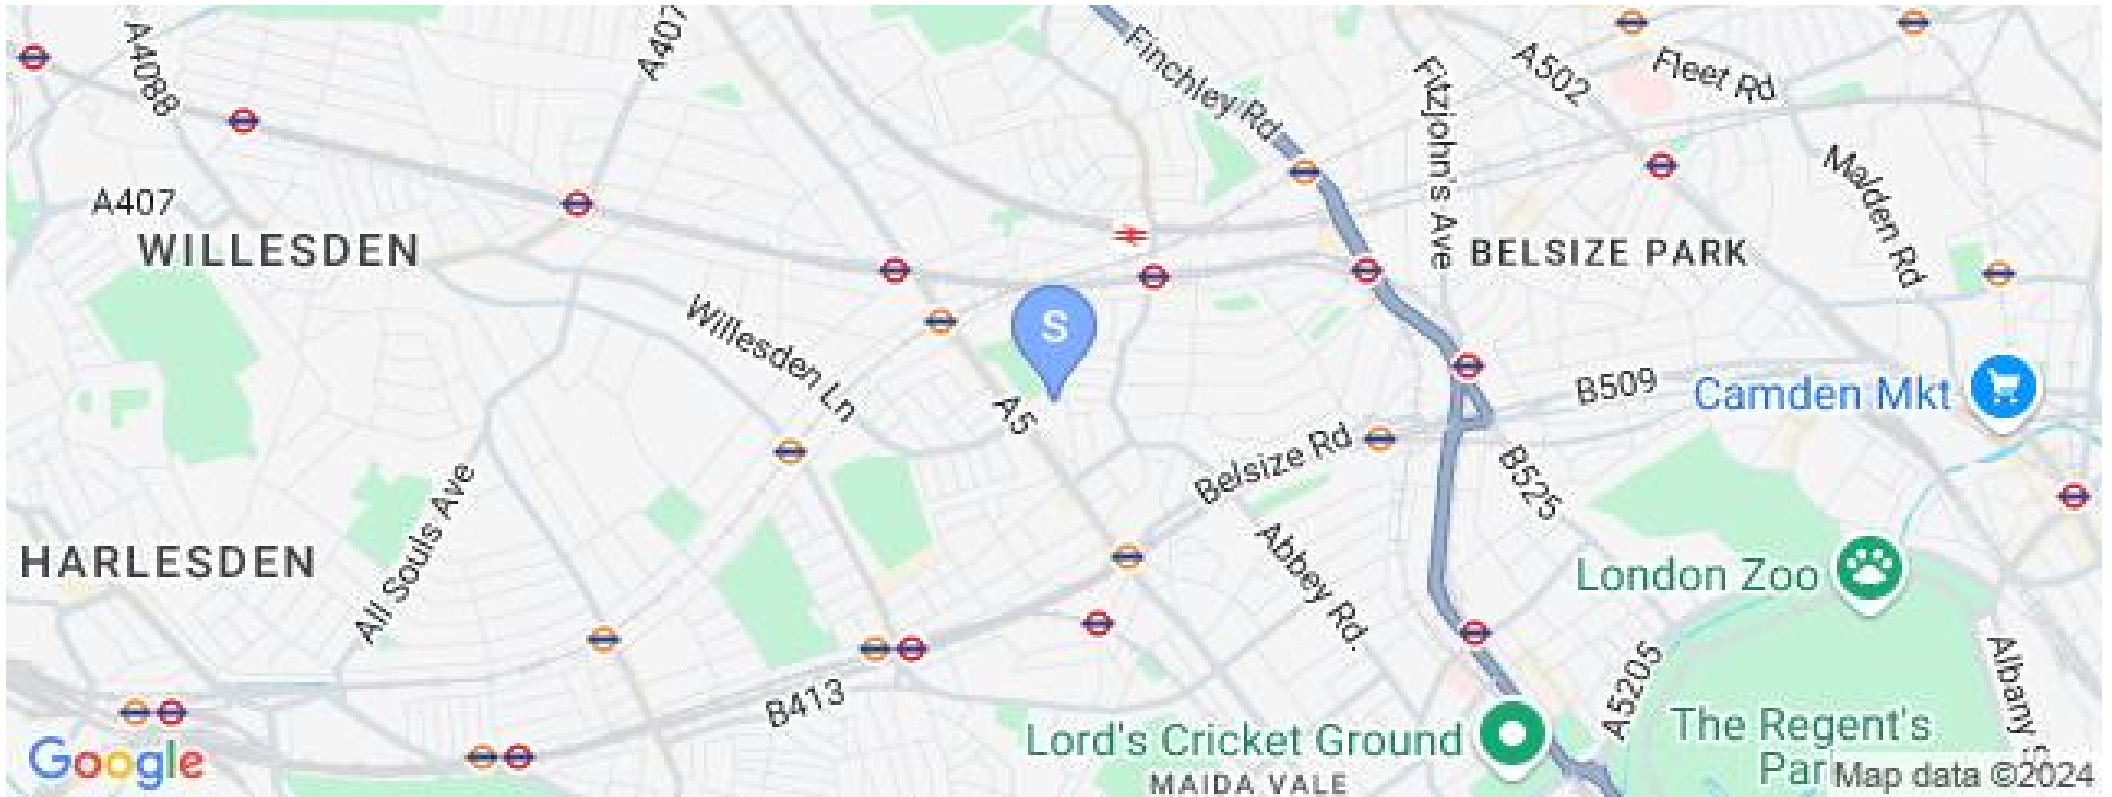 A4088
A407
Finchley Rd
Fitzjohn's Ave
A502
Fleet Rd
Malden Rd
A407
WILLESDEN
BELSIZE PARK
Willesden Ln
S
A5
B509
Camden Mkt
Belsize Rd
B525
All Souls Ave
HARLESDEN
Abbey Rd.
London Zoo
A5205
Albany S
B413
Lord's Cricket Ground
MAIDA VALE
The Regent's
Par
Google
Map data ©2024